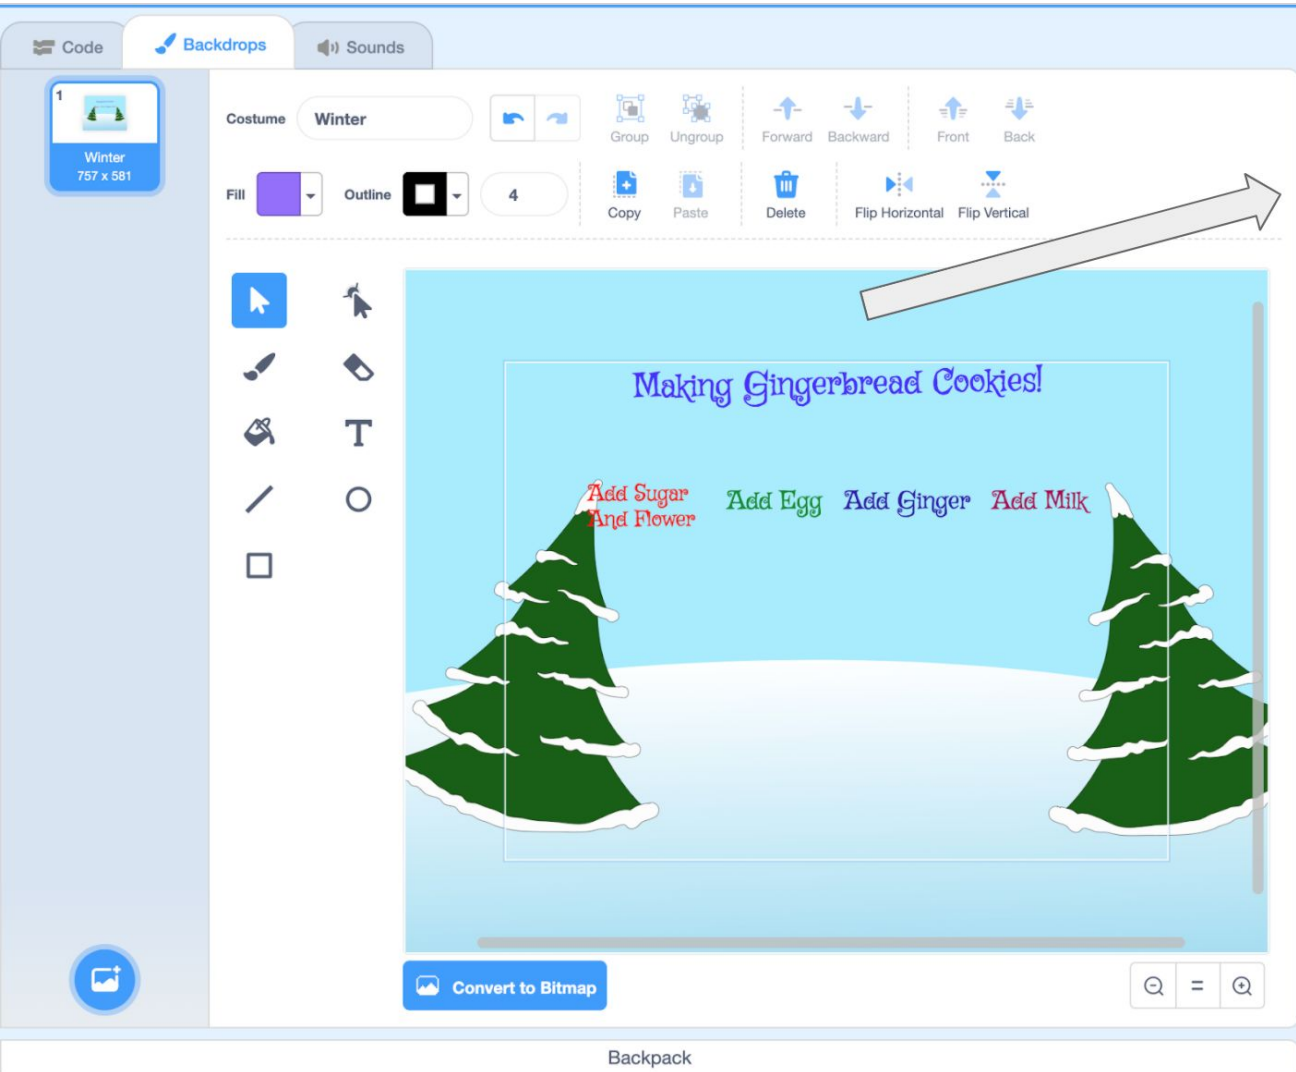 Code
Backdrops
Sounds
1
Winter
757 x 581
Costume
Winter
Group
Ungroup
Forward
Backward
Front
Back
Fill
Outline
4
Copy
Paste
Delete
Flip Horizontal
Flip Vertical
Making Gingerbread Cookies!
Add Sugar
And Flower
Add Egg
Add Ginger
Add Milk
Convert to Bitmap
Backpack